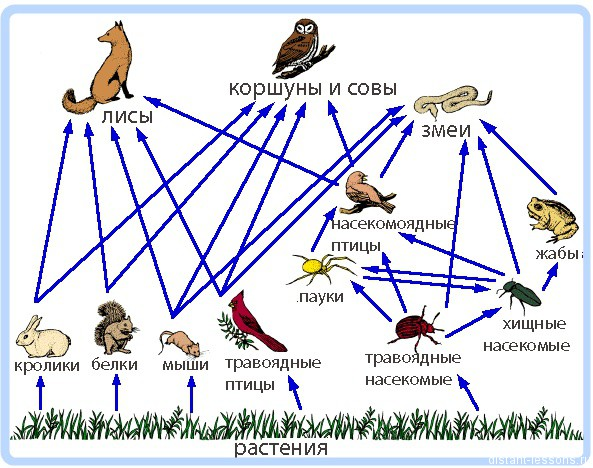 коршуны и совы
лисы
змеи
насекомоядные
птицы
жабы
.пауки
хищные
насекомые
кролики
белки
мыши
травоядные
птицы
травоядные
насекомые
растения
distant-lessons.ru